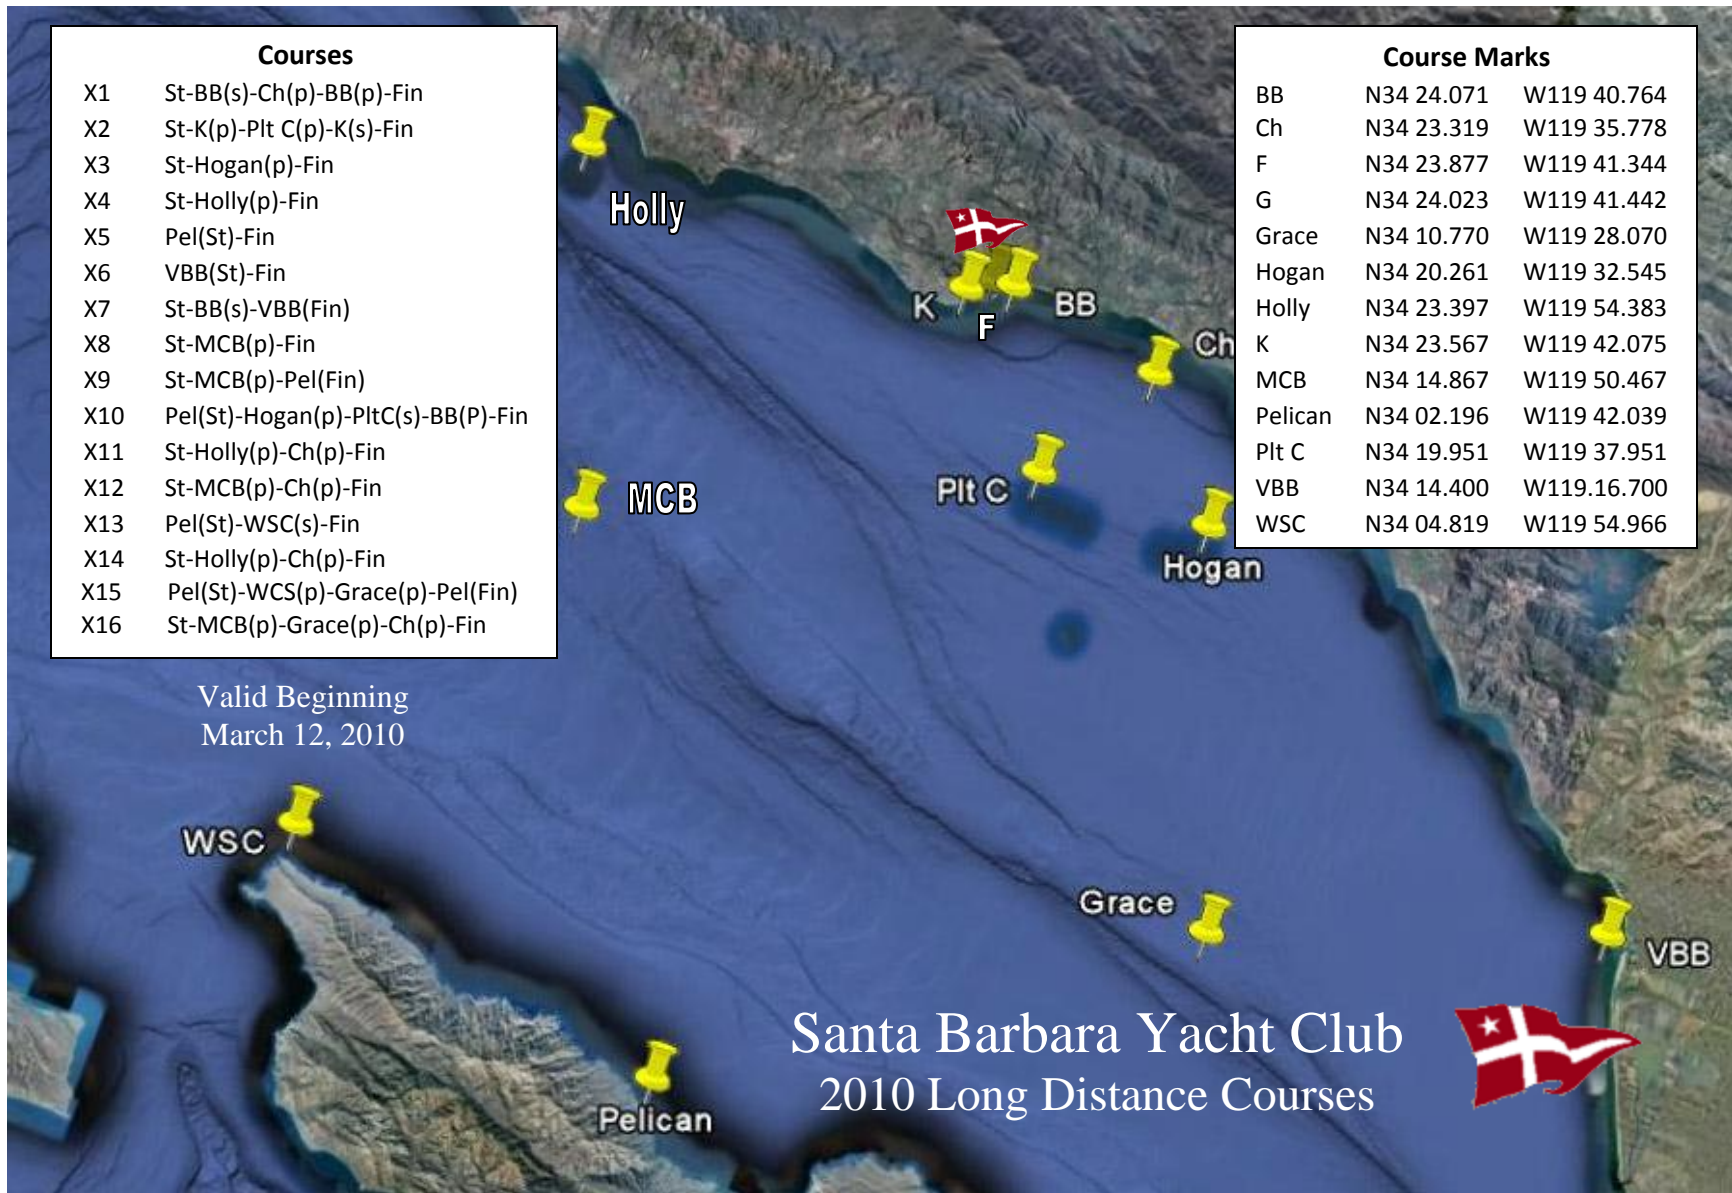 Courses
X1 St-BB(s)-Ch(p)-BB(p)-Fin
X2 St-K(p)-Plt C(p)-K(s)-Fin
X3 St-Hogan(p)-Fin
X4 St-Holly(p)-Fin
X5 Pel(St)-Fin
X6 VBB(St)-Fin
X7 St-BB(s)-VBB(Fin)
X8 St-MCB(p)-Fin
X9 St-MCB(p)-Pel(Fin)
X10 Pel(St)-Hogan(p)-PltC(s)-BB(P)-Fin
X11 St-Holly(p)-Ch(p)-Fin
X12 St-MCB(p)-Ch(p)-Fin
X13 Pel(St)-WSC(s)-Fin
X14 St-Holly(p)-Ch(p)-Fin
X15 Pel(St)-WCS(p)-Grace(p)-Pel(Fin)
X16 St-MCB(p)-Grace(p)-Ch(p)-Fin
Valid Beginning
March 12, 2010
Course Marks
BB N34 24.071 W119 40.764
Ch N34 23.319 W119 35.778
F N34 23.877 W119 41.344
G N34 24.023 W119 41.442
Grace N34 10.770 W119 28.070
Hogan N34 20.261 W119 32.545
Holly N34 23.397 W119 54.383
K N34 23.567 W119 42.075
MCB N34 14.867 W119 50.467
Pelican N34 02.196 W119 42.039
Plt C N34 19.951 W119 37.951
VBB N34 14.400 W119.16.700
WSC N34 04.819 W119 54.966
Holly
K
F
BB
Ch
MCB
Plt C
Hogan
WSC
Grace
VBB
Pelican
Santa Barbara Yacht Club
2010 Long Distance Courses